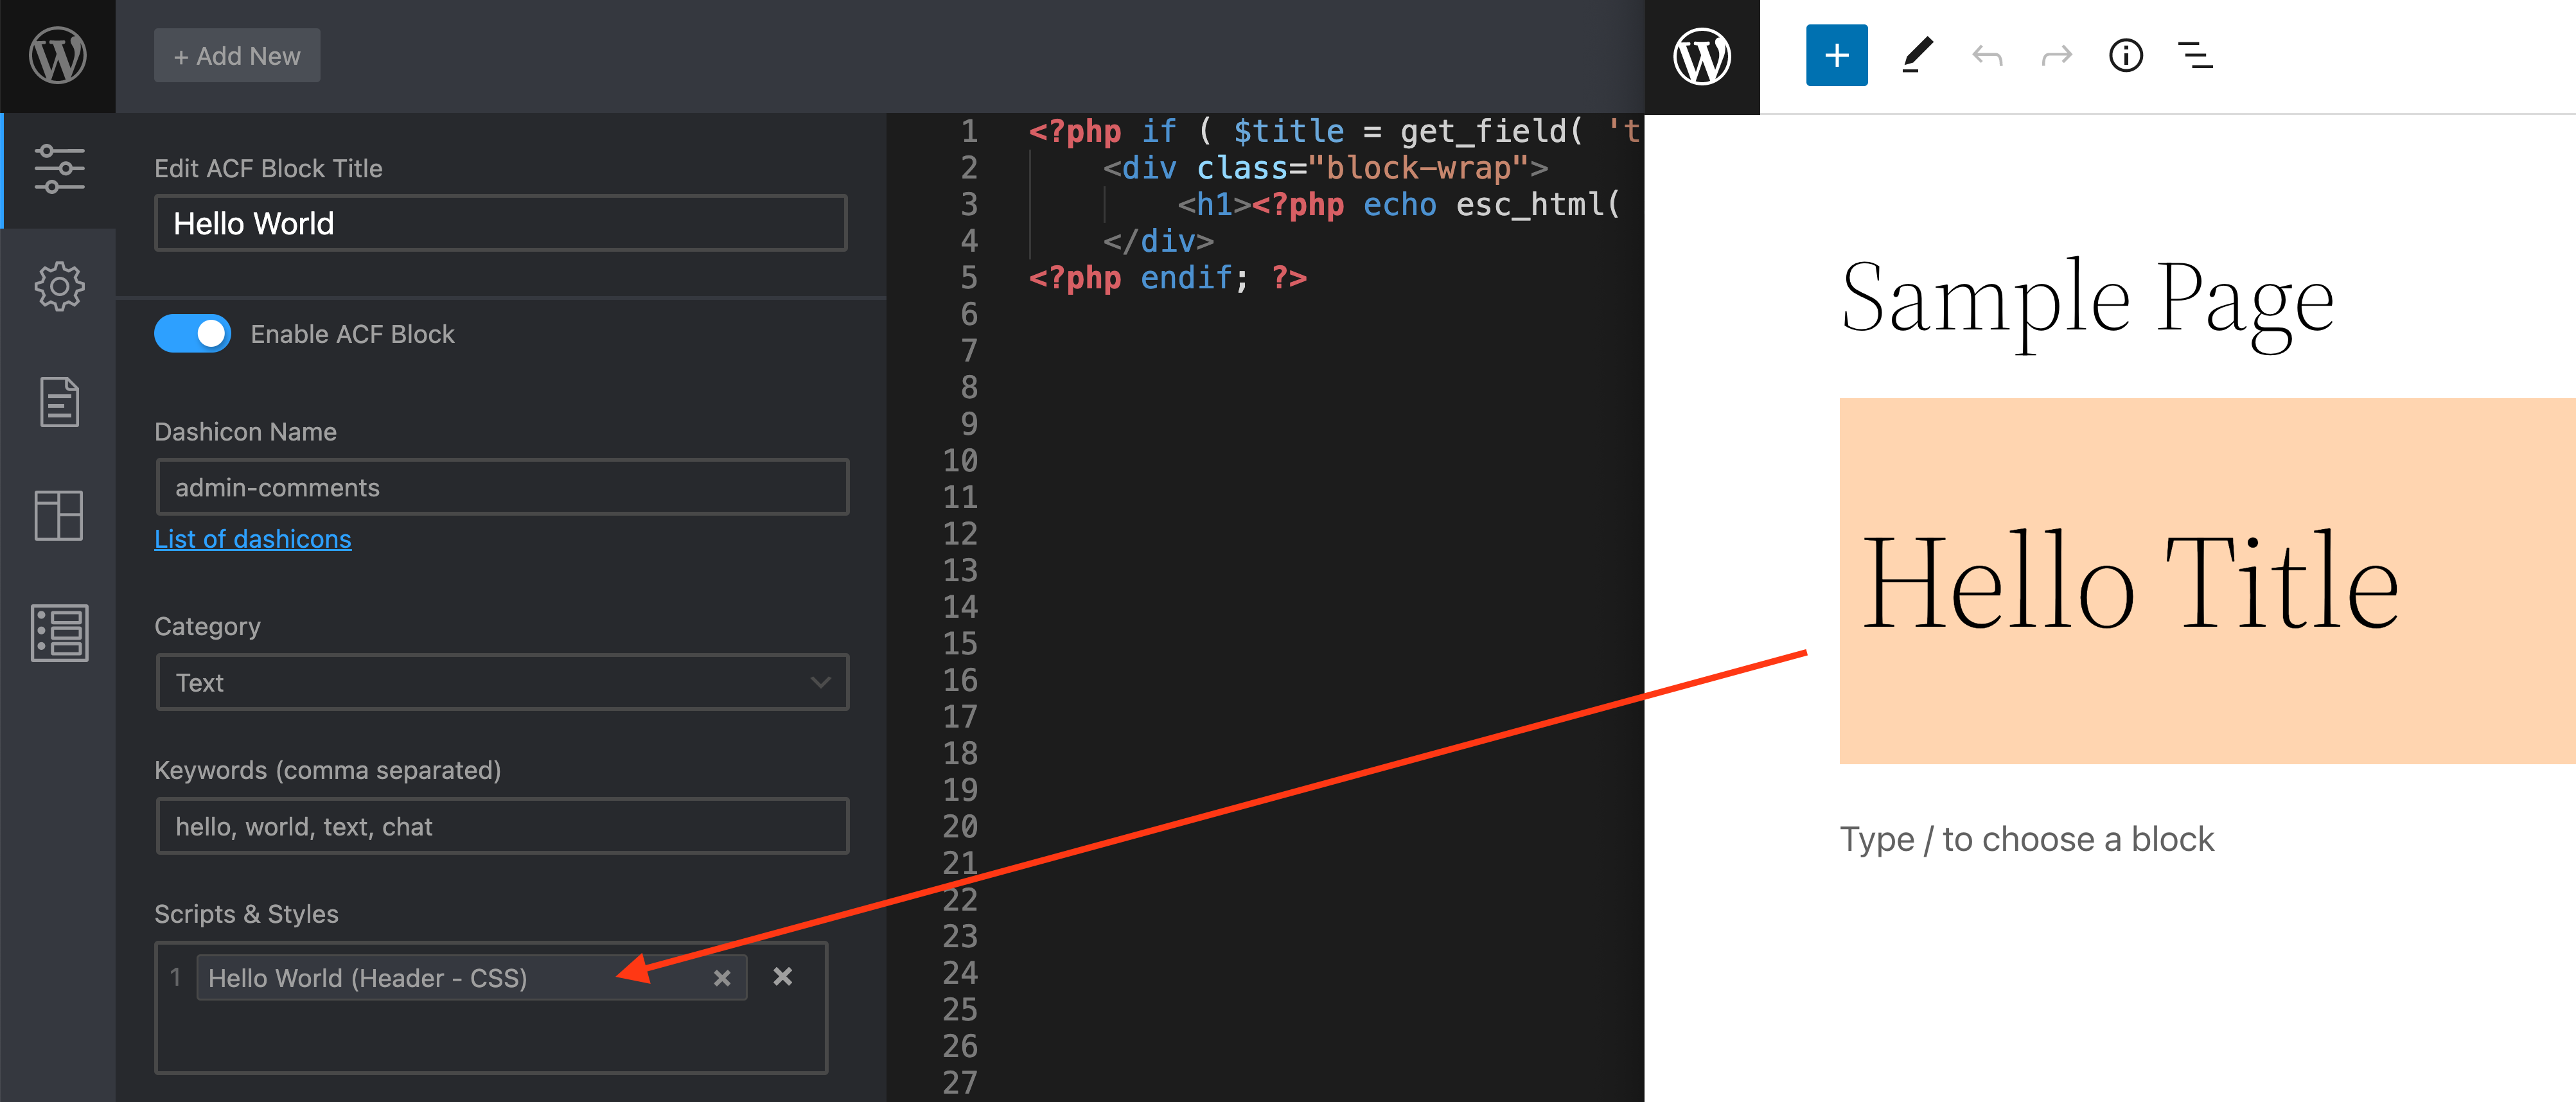 + Add New
Edit ACF Block Title
Hello World
Enable ACF Block
Dashicon Name
admin-comments
List of dashicons
Category
Text
Keywords (comma separated)
hello, world, text, chat
Scripts & Styles
1 Hello World (Header - CSS)
1 <?php if ( $title = get_field( 't
2 <div class="block-wrap">
3 <h1><?php echo esc_html(
4 </div>
5 <?php endif; ?>
6
7
8
9
10
11
12
13
14
15
16
17
18
19
20
21
22
23
24
25
26
27
Sample Page
Hello Title
Type / to choose a block